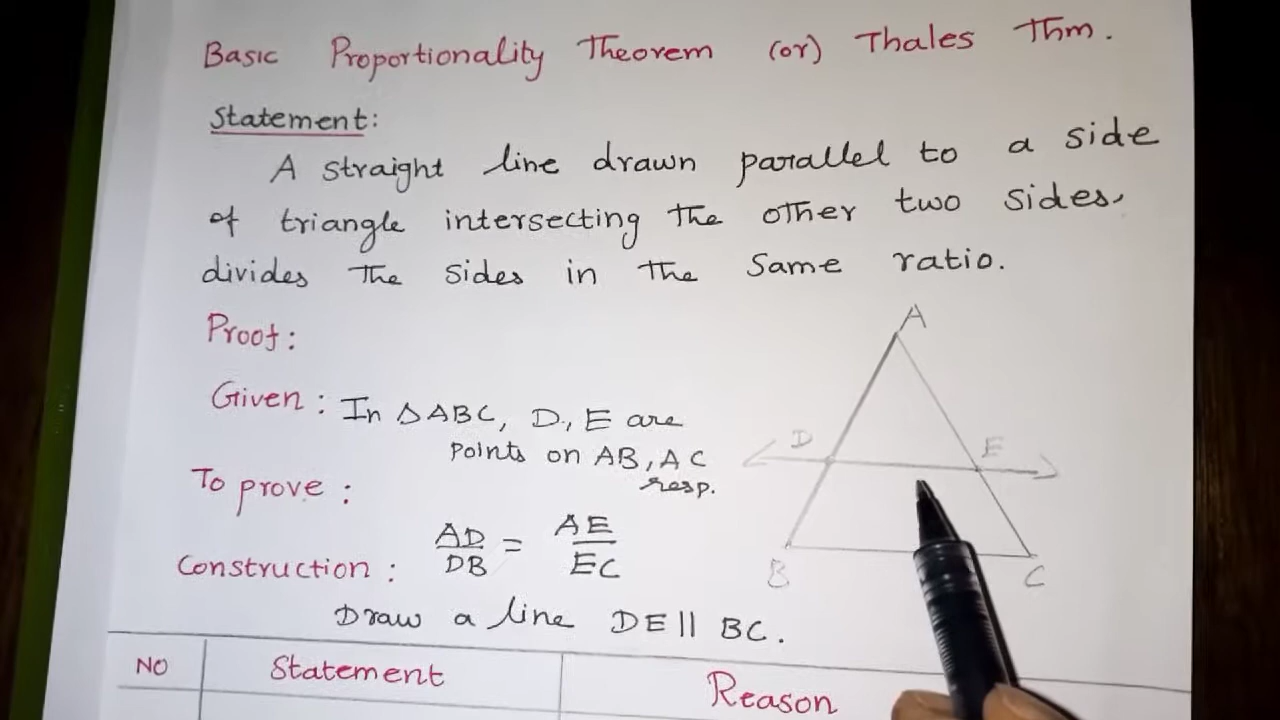 Basic Proportionality Theorem (or) Thales Thm.
Statement:
A straight line drawn parallel to a side
of triangle intersecting the other two sides,
divides the sides in the same ratio.
Proof:
A
Given: In △ABC, D, E are
points on AB, AC
resp.
D
E
To prove:
AD/DB = AE/EC
B
C
Construction:
Draw a line DE || BC.
NO Statement Reason